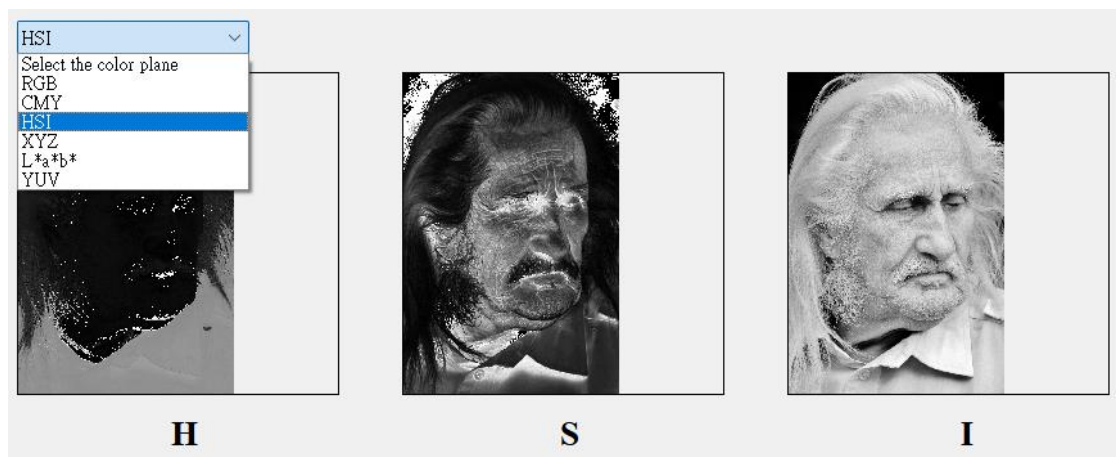 HSI
Select the color plane
RGB
CMY
HSI
XYZ
L*a*b*
YUV
H S I